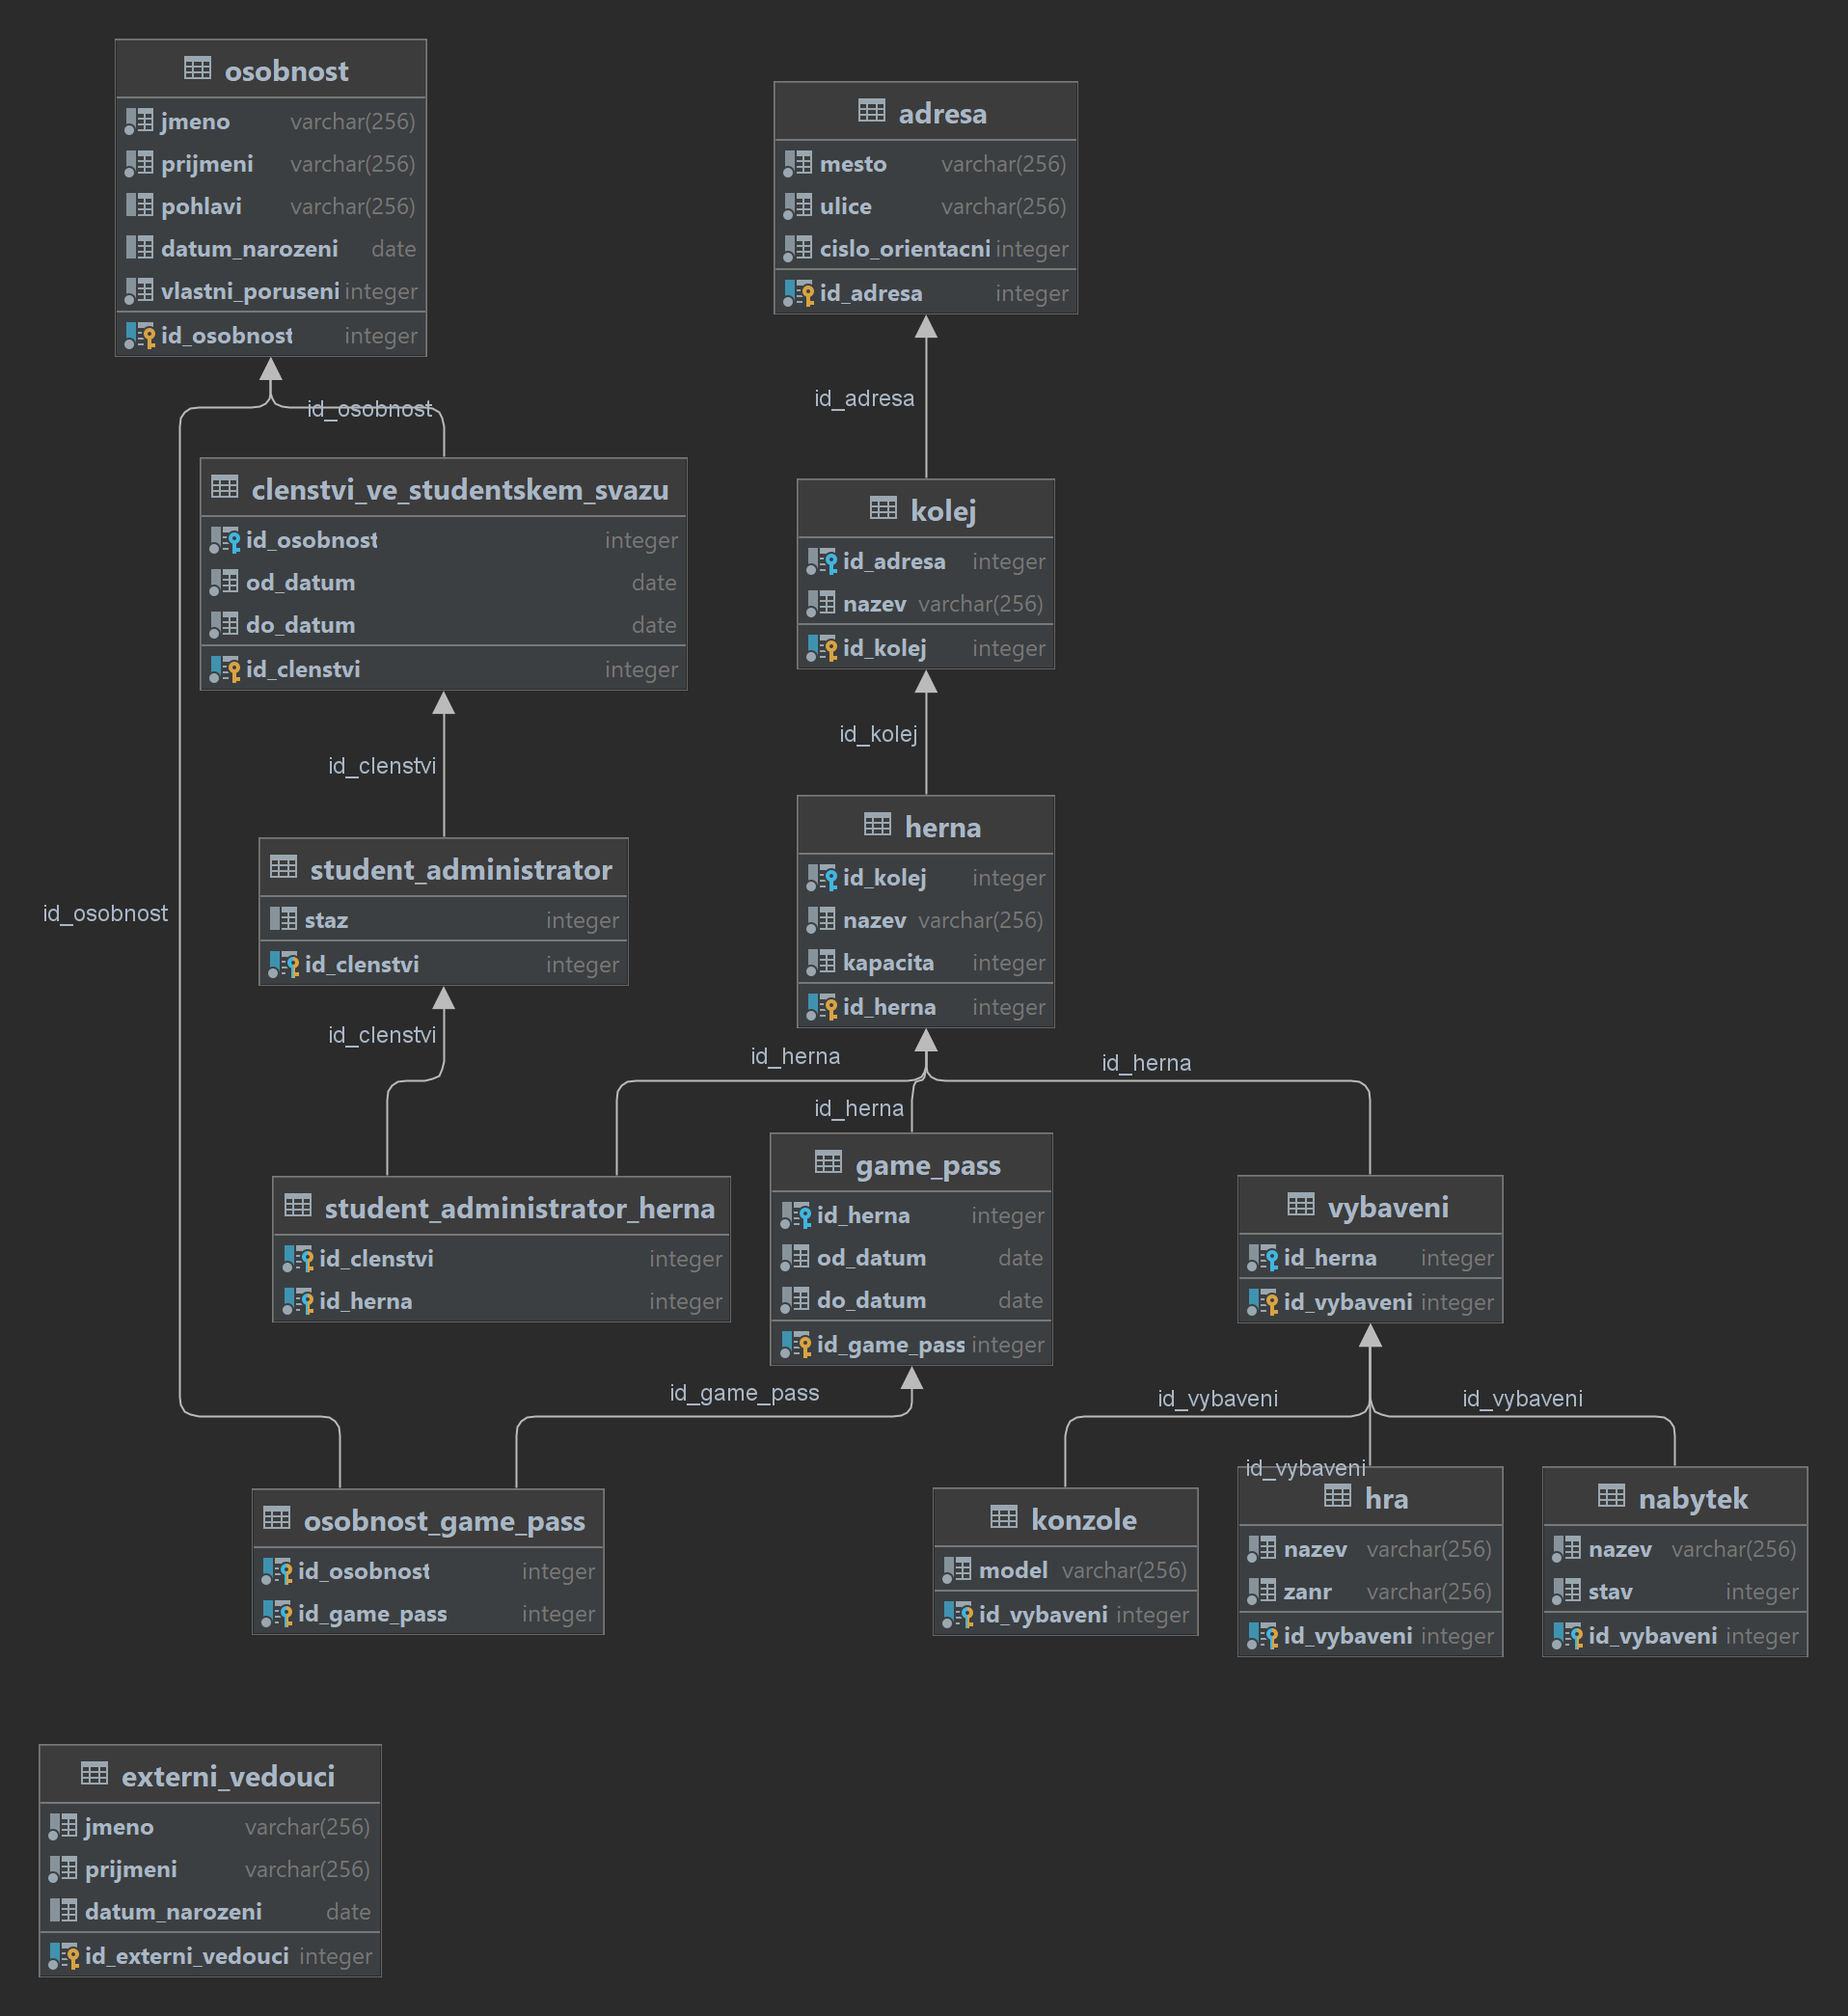 osobnost
jmeno varchar(256)
prijmeni varchar(256)
pohlavi varchar(256)
datum_narozeni date
vlastni_poruseni integer
id_osobnost integer
adresa
mesto varchar(256)
ulice varchar(256)
cislo_orientacni integer
id_adresa integer
id_osobnost
id_adresa
clenstvi_ve_studentskem_svazu
id_osobnost integer
od_datum date
do_datum date
id_clenstvi integer
kolej
id_adresa integer
nazev varchar(256)
id_kolej integer
id_clenstvi
id_kolej
student_administrator
staz integer
id_clenstvi integer
herna
id_kolej integer
nazev varchar(256)
kapacita integer
id_herna integer
id_osobnost
id_clenstvi
id_herna
id_herna
id_herna
student_administrator_herna
id_clenstvi integer
id_herna integer
game_pass
id_herna integer
od_datum date
do_datum date
id_game_pass integer
vybaveni
id_herna integer
id_vybaveni integer
id_game_pass
id_vybaveni
id_vybaveni
id_vybaveni
osobnost_game_pass
id_osobnost integer
id_game_pass integer
konzole
model varchar(256)
id_vybaveni integer
hra
nazev varchar(256)
zanr varchar(256)
id_vybaveni integer
nabytek
nazev varchar(256)
stav integer
id_vybaveni integer
externi_vedouci
jmeno varchar(256)
prijmeni varchar(256)
datum_narozeni date
id_externi_vedouci integer